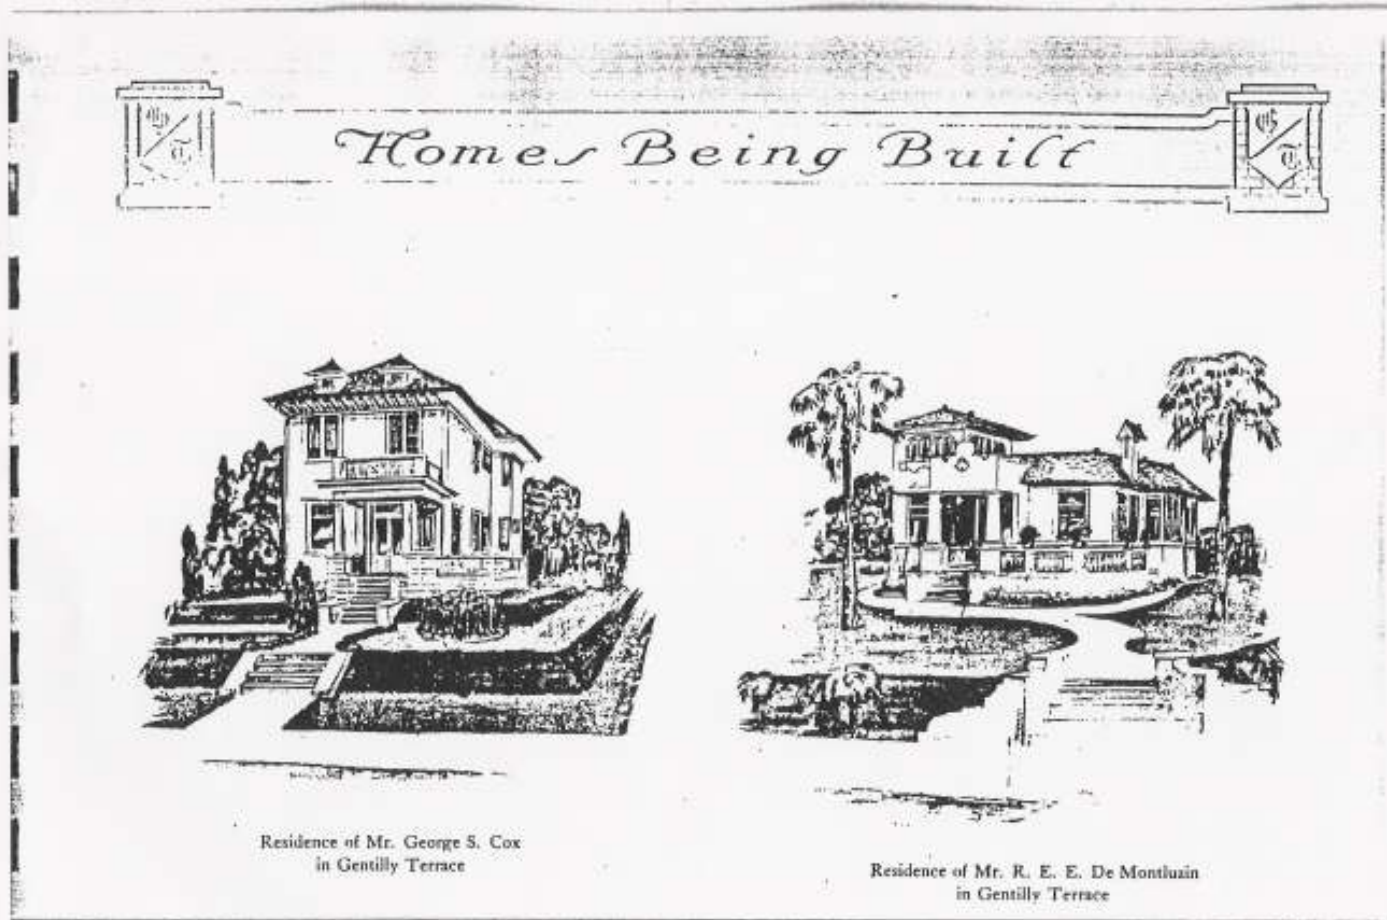 G T
Homes Being Built
G T
Residence of Mr. George S. Cox
in Gentilly Terrace
Residence of Mr. R. E. E. De Montluzin
in Gentilly Terrace